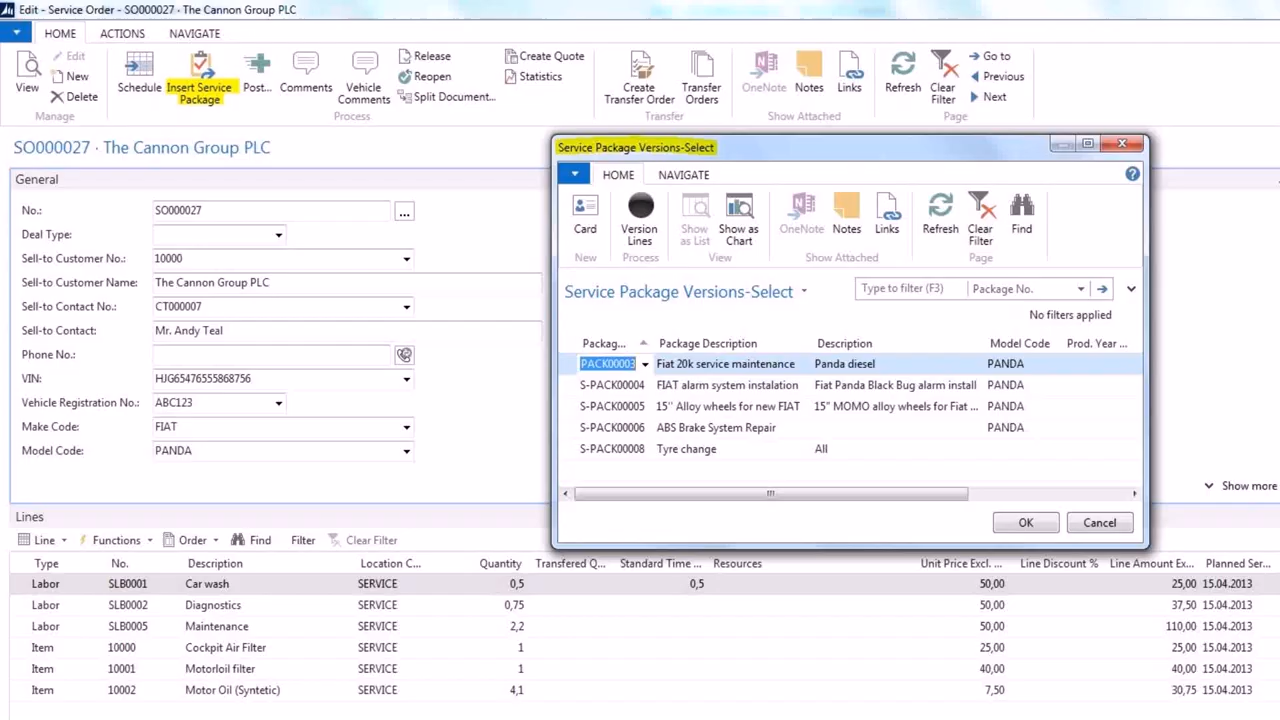 Edit - Service Order - SO000027 · The Cannon Group PLC
HOME ACTIONS NAVIGATE
View
Edit
New
Delete
Manage
Schedule
Insert Service Package
Post...
Comments
Vehicle Comments
Release
Reopen
Split Document...
Process
Create Quote
Statistics
Create Transfer Order
Transfer Orders
Transfer
OneNote
Notes
Links
Show Attached
Refresh
Clear Filter
Go to
Previous
Next
Page
SO000027 · The Cannon Group PLC
General
No.: SO000027 ...
Deal Type:
Sell-to Customer No.: 10000
Sell-to Customer Name: The Cannon Group PLC
Sell-to Contact No.: CT000007
Sell-to Contact: Mr. Andy Teal
Phone No.:
VIN: HJG65476555868756
Vehicle Registration No.: ABC123
Make Code: FIAT
Model Code: PANDA
Show more
Service Package Versions-Select
HOME NAVIGATE
Card
New
Version Lines
Process
Show as List
Show as Chart
View
OneNote
Notes
Links
Show Attached
Refresh
Clear Filter
Find
Page
Service Package Versions-Select
Type to filter (F3) Package No.
No filters applied
Packag... Package Description Description Model Code Prod. Year ...
PACK00003 Fiat 20k service maintenance Panda diesel PANDA
S-PACK00004 FIAT alarm system instalation Fiat Panda Black Bug alarm install PANDA
S-PACK00005 15'' Alloy wheels for new FIAT 15" MOMO alloy wheels for Fiat ... PANDA
S-PACK00006 ABS Brake System Repair PANDA
S-PACK00008 Tyre change All
OK Cancel
Lines
Line Functions Order Find Filter Clear Filter
Type No. Description Location C... Quantity Transfered Q... Standard Time ... Resources Unit Price Excl. ... Line Discount % Line Amount Ex... Planned Ser...
Labor SLB0001 Car wash SERVICE 0,5 0,5 50,00 25,00 15.04.2013
Labor SLB0002 Diagnostics SERVICE 0,75 50,00 37,50 15.04.2013
Labor SLB0005 Maintenance SERVICE 2,2 50,00 110,00 15.04.2013
Item 10000 Cockpit Air Filter SERVICE 1 25,00 25,00 15.04.2013
Item 10001 Motorloil filter SERVICE 1 40,00 40,00 15.04.2013
Item 10002 Motor Oil (Syntetic) SERVICE 4,1 7,50 30,75 15.04.2013